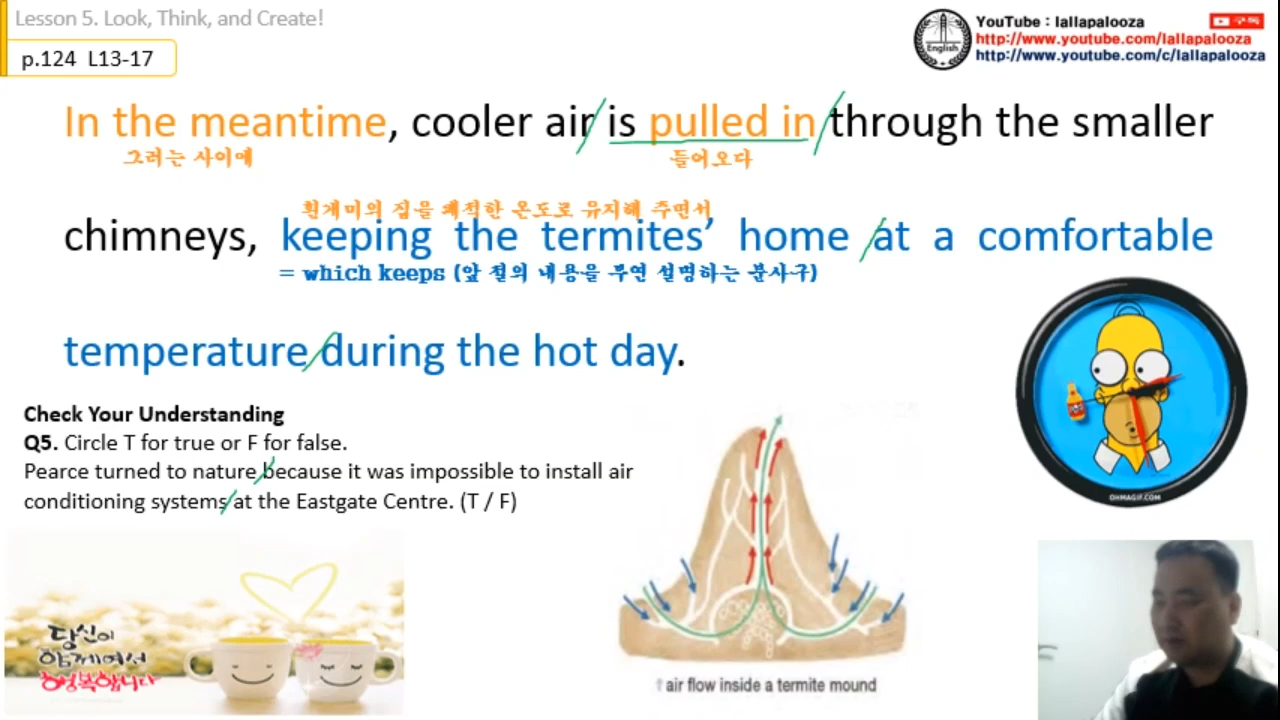 Lesson 5. Look, Think, and Create!
p.124 L13-17
English
YouTube : lallapalooza
구독
http://www.youtube.com/lallapalooza
http://www.youtube.com/c/lallapalooza
In the meantime, cooler air is pulled in through the smaller
그러는 사이에
들어오다
흰개미의 집을 쾌적한 온도로 유지해 주면서
chimneys, keeping the termites’ home at a comfortable
= which keeps (앞 절의 내용을 부연 설명하는 분사구)
temperature during the hot day.
Check Your Understanding
Q5. Circle T for true or F for false.
Pearce turned to nature because it was impossible to install air
conditioning systems at the Eastgate Centre. (T / F)
OHMAGIF.COM
당신이
함께여서
행복합니다
↑ air flow inside a termite mound